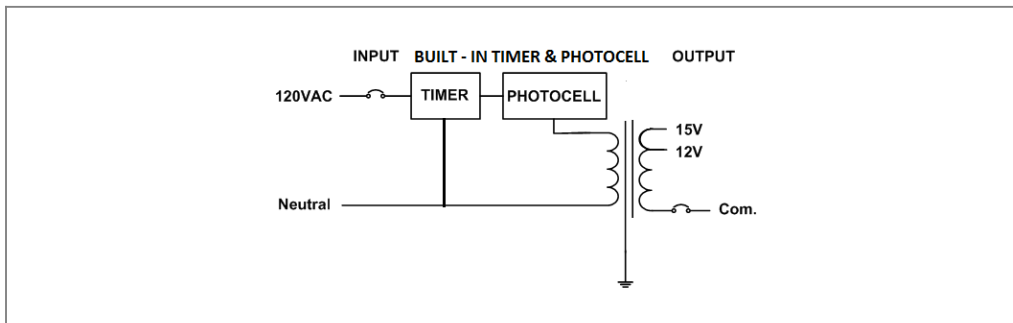 INPUT BUILT - IN TIMER & PHOTOCELL OUTPUT
120VAC TIMER PHOTOCELL
15V
12V
Neutral
Com.